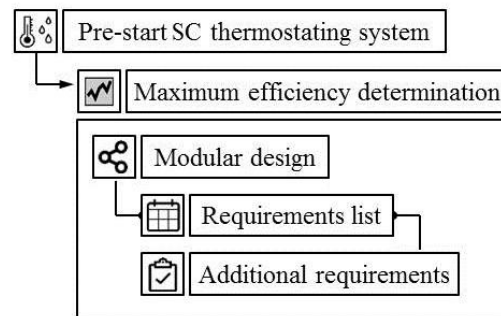 Pre-start SC thermostating system
Maximum efficiency determination
Modular design
Requirements list
Additional requirements